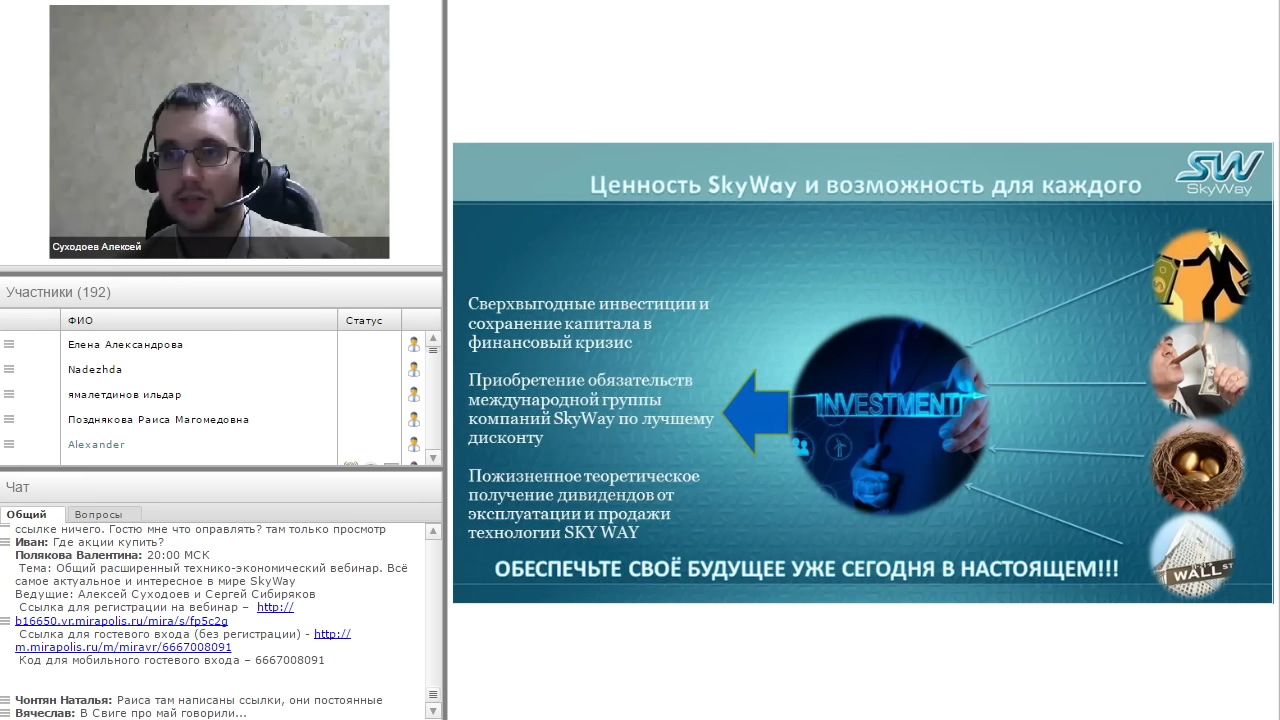 Суходоев Алексей
Участники (192)
ФИО
Статус
Елена Александрова
Nadezhda
ямалетдинов ильдар
Позднякова Раиса Магомедовна
Alexander
Чат
Общий
Вопросы
ссылке ничего. Гостю мне что оправлять? там только просмотр
Иван: Где акции купить?
Полякова Валентина: 20:00 МСК
Тема: Общий расширенный технико-экономический вебинар. Всё
самое актуальное и интересное в мире SkyWay
Ведущие: Алексей Суходоев и Сергей Сибиряков
Ссылка для регистрации на вебинар – http://
b16650.vr.mirapolis.ru/mira/s/fp5c2g
Ссылка для гостевого входа (без регистрации) - http://
m.mirapolis.ru/m/miravr/6667008091
Код для мобильного гостевого входа – 6667008091
Чонтян Наталья: Раиса там написаны ссылки, они постоянные
Вячеслав: В Свиге про май говорили...
Ценность SkyWay и возможность для каждого
SW
SkyWay
Сверхвыгодные инвестиции и
сохранение капитала в
финансовый кризис
Приобретение обязательств
международной группы
компаний SkyWay по лучшему
дисконту
Пожизненное теоретическое
получение дивидендов от
эксплуатации и продажи
технологии SKY WAY
INVESTMENT
WALL ST
ОБЕСПЕЧЬТЕ СВОЁ БУДУЩЕЕ УЖЕ СЕГОДНЯ В НАСТОЯЩЕМ!!!